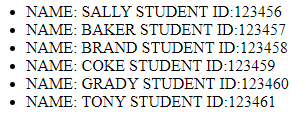 NAME: SALLY STUDENT ID:123456
NAME: BAKER STUDENT ID:123457
NAME: BRAND STUDENT ID:123458
NAME: COKE STUDENT ID:123459
NAME: GRADY STUDENT ID:123460
NAME: TONY STUDENT ID:123461